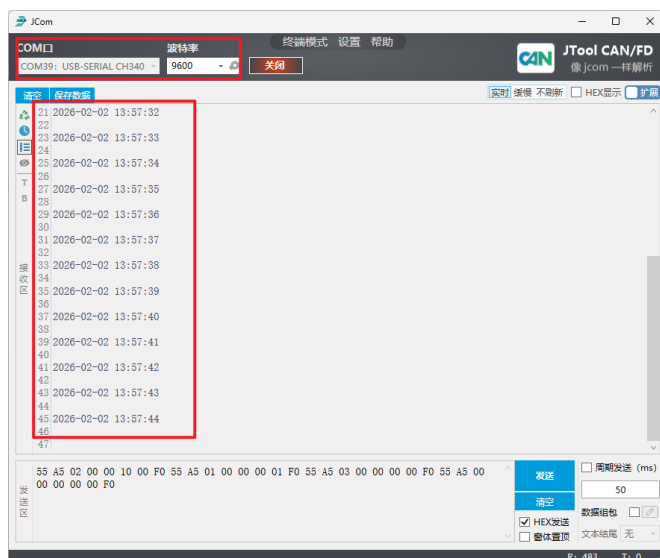 JCom
COM口 波特率 终端模式 设置 帮助
COM39: USB-SERIAL CH340 9600 关闭
CAN JTool CAN/FD
像 jcom 一样解析
清空 保存数据 实时 缓慢 不刷新 HEX显示 扩展
21 2026-02-02 13:57:32
22
23 2026-02-02 13:57:33
24
25 2026-02-02 13:57:34
26
27 2026-02-02 13:57:35
28
29 2026-02-02 13:57:36
30
31 2026-02-02 13:57:37
32
33 2026-02-02 13:57:38
34
35 2026-02-02 13:57:39
36
37 2026-02-02 13:57:40
38
39 2026-02-02 13:57:41
40
41 2026-02-02 13:57:42
42
43 2026-02-02 13:57:43
44
45 2026-02-02 13:57:44
46
47
T
B
接收区
55 A5 02 00 00 10 00 F0 55 A5 01 00 00 00 01 F0 55 A5 03 00 00 00 00 F0 55 A5 00
00 00 00 00 F0
发送区
发送
清空
HEX发送
窗体置顶
周期发送 (ms)
50
数据组包
文本结尾 无
R: 483 T: 0